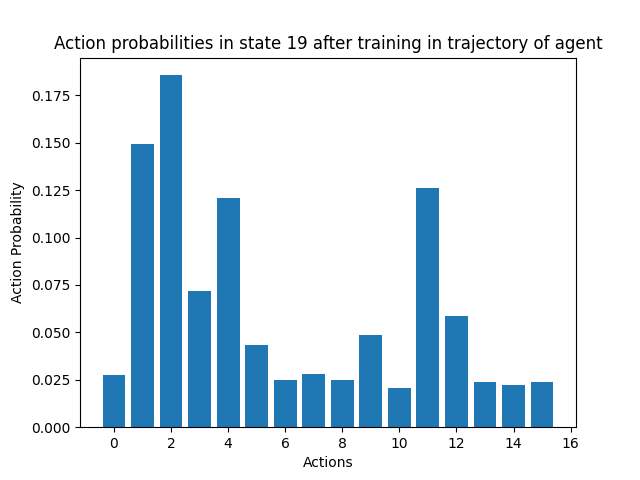 Action probabilities in state 19 after training in trajectory of agent
0.175
0.150
0.125
0.100
0.075
0.050
0.025
0.000
Action Probability
0 2 4 6 8 10 12 14 16
Actions